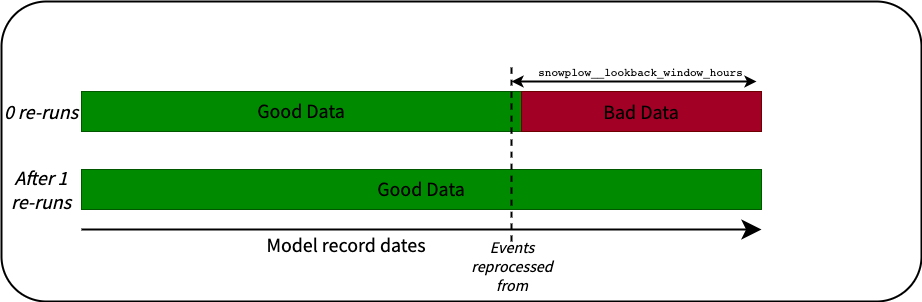 snowplow__lookback_window_hours
0 re-runs
Good Data
Bad Data
After 1
re-runs
Good Data
Model record dates
Events
reprocessed
from